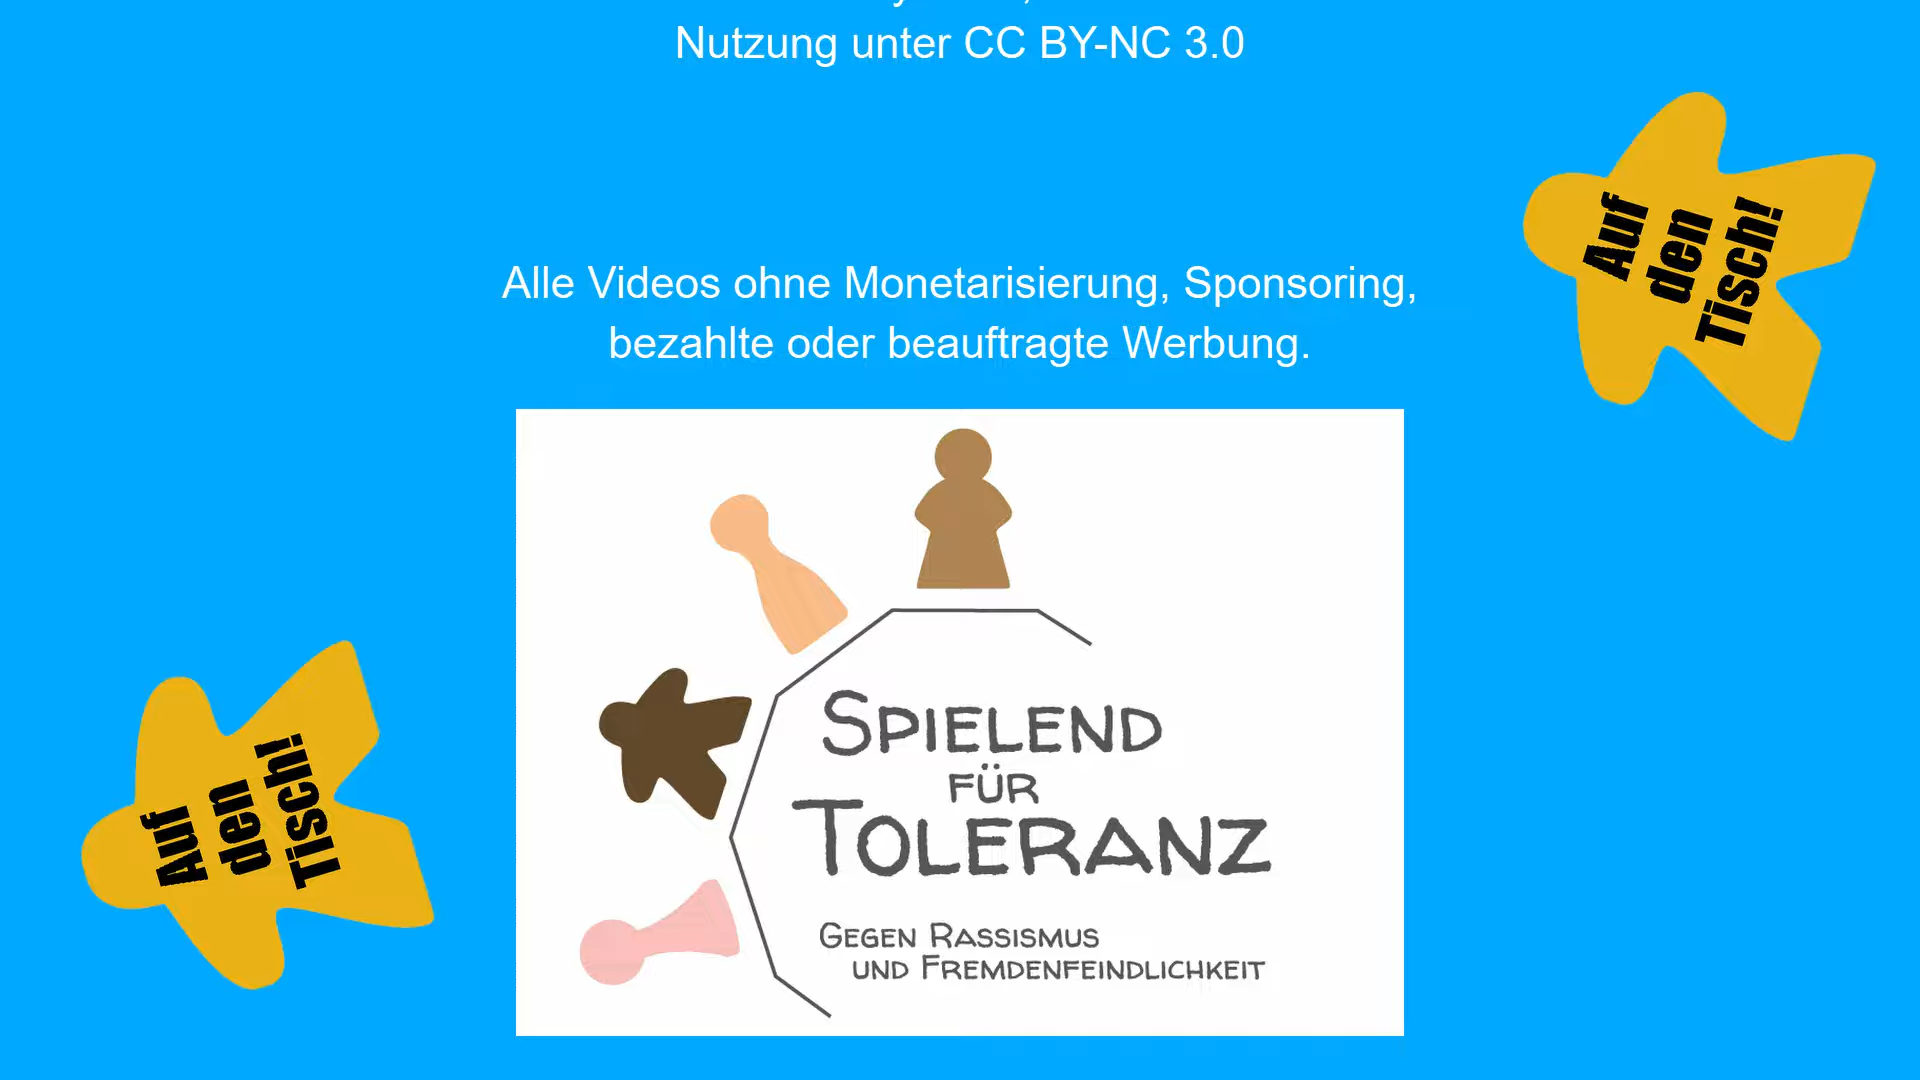 Nutzung unter CC BY-NC 3.0
Auf
den
Tisch!
Alle Videos ohne Monetarisierung, Sponsoring,
bezahlte oder beauftragte Werbung.
SPIELEND
FÜR
TOLERANZ
GEGEN RASSISMUS
UND FREMDENFEINDLICHKEIT
Auf
den
Tisch!